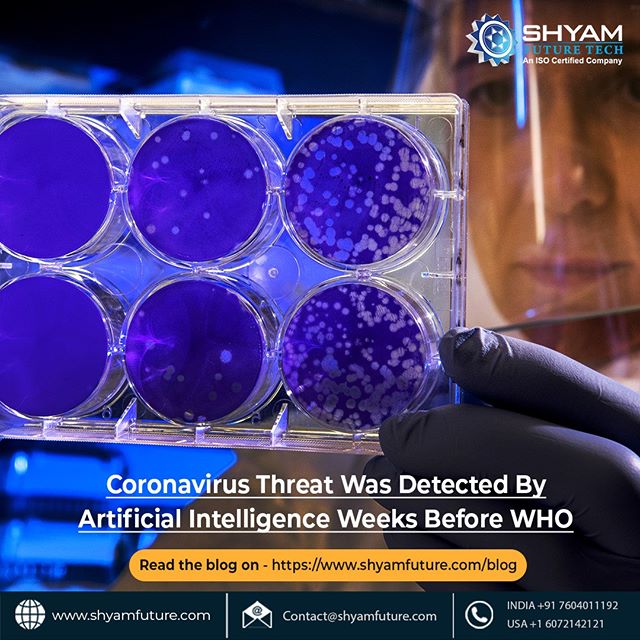 SHYAM
FUTURE TECH
An ISO Certified Company
Coronavirus Threat Was Detected By
Artificial Intelligence Weeks Before WHO
Read the blog on - https://www.shyamfuture.com/blog
www.shyamfuture.com
Contact@shyamfuture.com
INDIA +91 7604011192
USA +1 6072142121